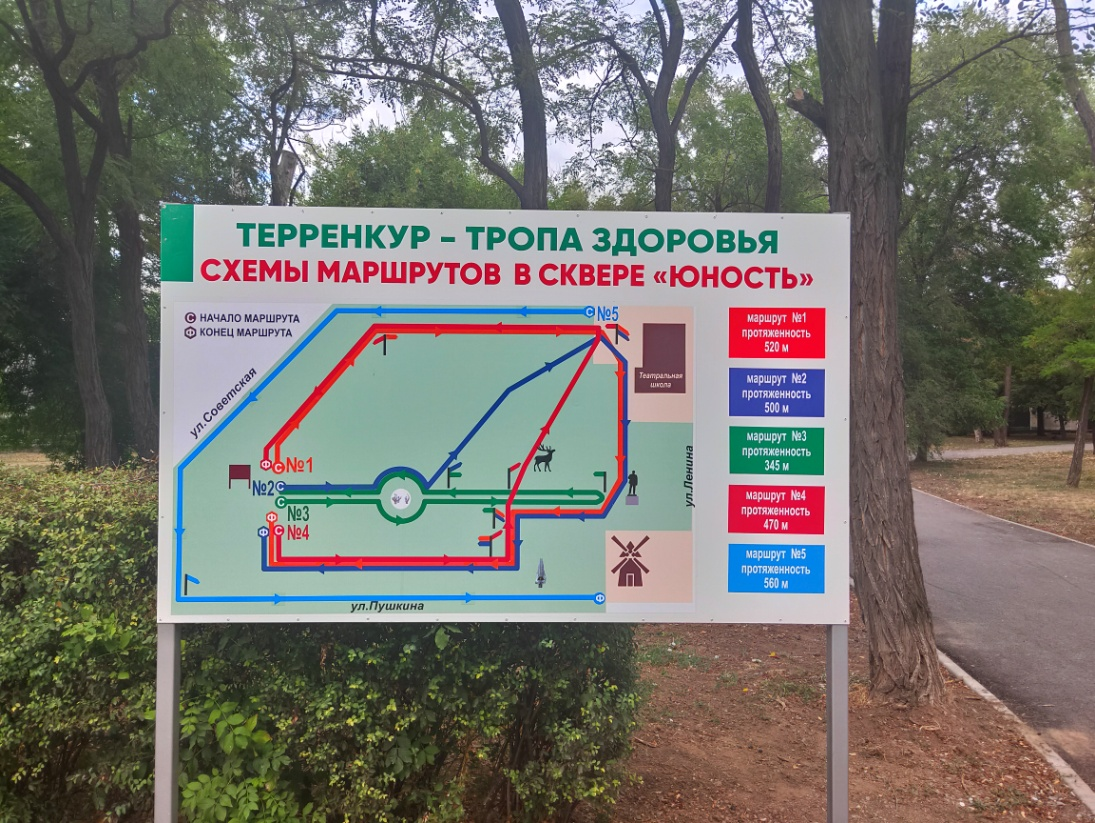 ТЕРРЕНКУР – ТРОПА ЗДОРОВЬЯ
СХЕМЫ МАРШРУТОВ В СКВЕРЕ «ЮНОСТЬ»
С НАЧАЛО МАРШРУТА
Ф КОНЕЦ МАРШРУТА
С №5
Театральная
школа
ул.Советская
ул.Ленина
Ф С №1
№2 С
С №3
Ф Ф С №4
ул.Пушкина
Ф
маршрут №1
протяженность
520 м
маршрут №2
протяженность
500 м
маршрут №3
протяженность
345 м
маршрут №4
протяженность
470 м
маршрут №5
протяженность
560 м